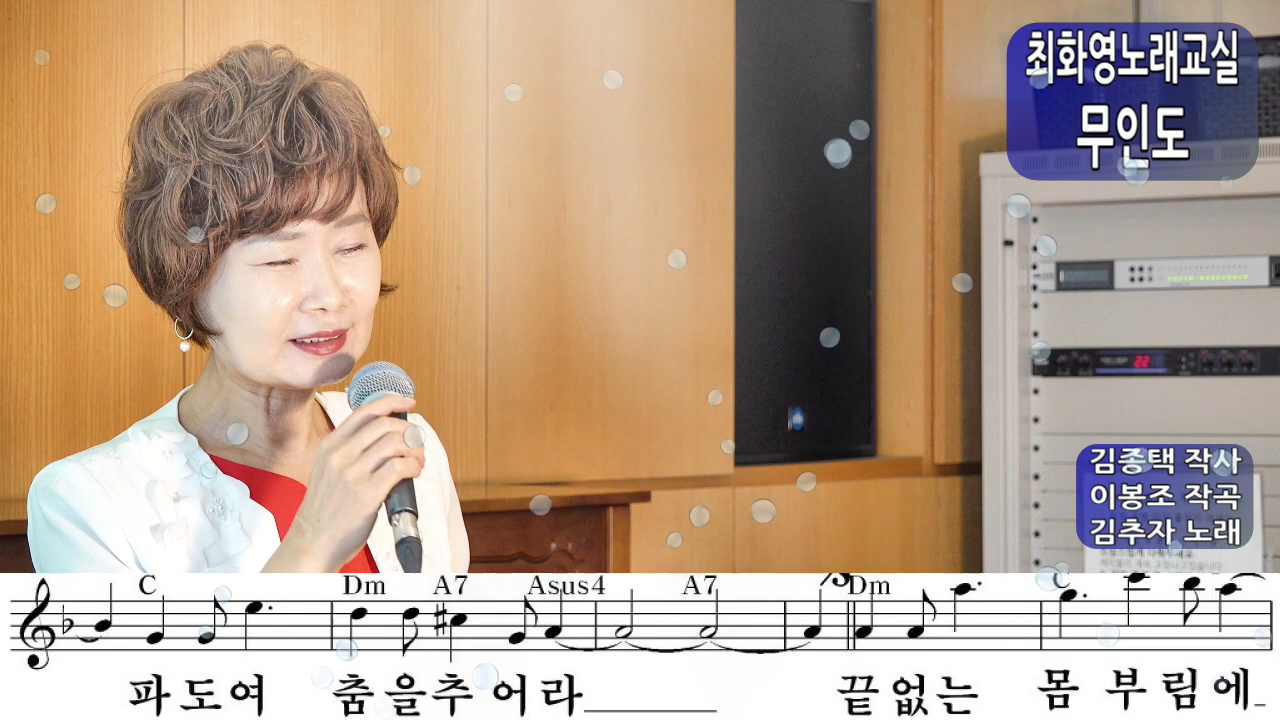 최화영노래교실
무인도
22
김종택 작사
이봉조 작곡
김추자 노래
C Dm A7 Asus4 A7 Dm C
파도여 춤을추어라 끝없는 몸부림에